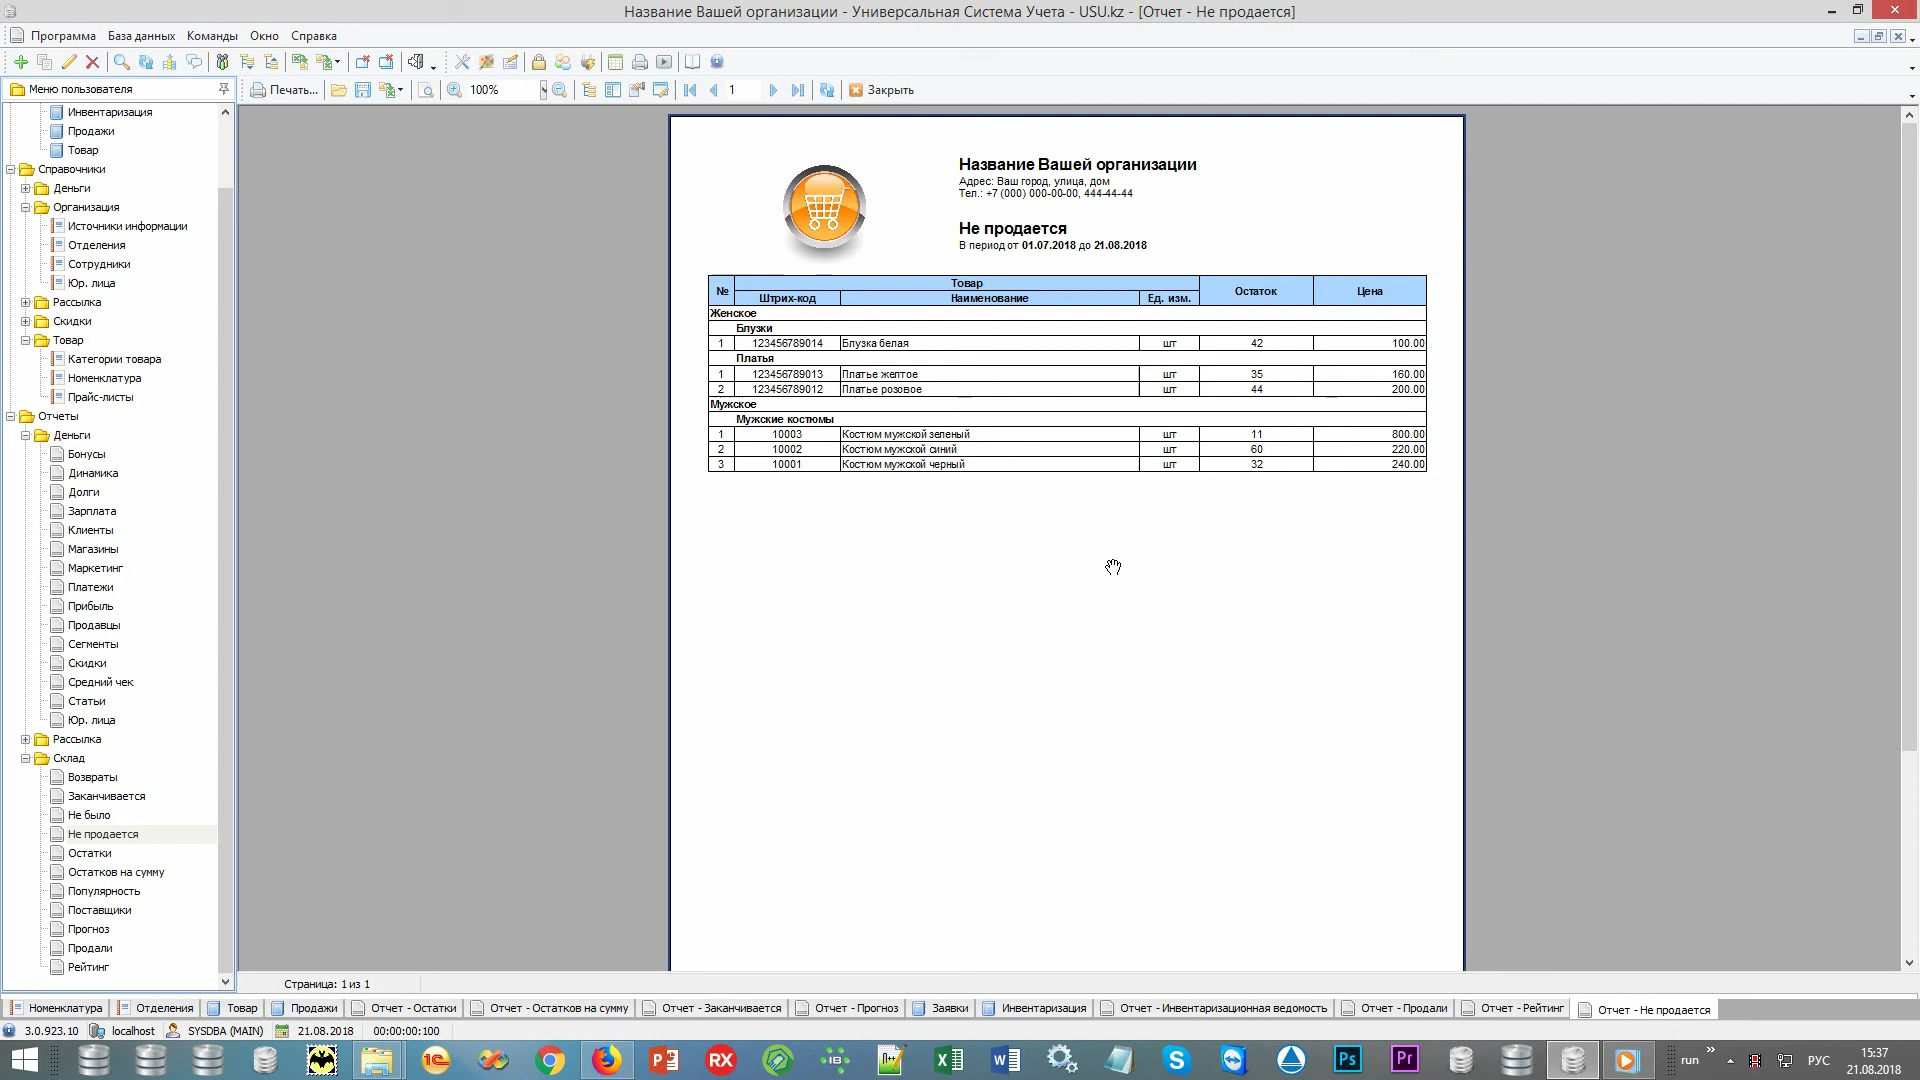 Название Вашей организации - Универсальная Система Учета - USU.kz - [Отчет - Не продается]
Программа База данных Команды Окно Справка
Меню пользователя
Печать... 100% 1 Закрыть
Инвентаризация
Продажи
Товар
Справочники
Деньги
Организация
Источники информации
Отделения
Сотрудники
Юр. лица
Рассылка
Скидки
Товар
Категории товара
Номенклатура
Прайс-листы
Отчеты
Деньги
Бонусы
Динамика
Долги
Зарплата
Клиенты
Магазины
Маркетинг
Платежи
Прибыль
Продавцы
Сегменты
Скидки
Средний чек
Статьи
Юр. лица
Рассылка
Склад
Возвраты
Заканчивается
Не было
Не продается
Остатки
Остатков на сумму
Популярность
Поставщики
Прогноз
Продали
Рейтинг
Название Вашей организации
Адрес: Ваш город, улица, дом
Тел.: +7 (000) 000-00-00, 444-44-44
Не продается
В период от 01.07.2018 до 21.08.2018
№ Товар Остаток Цена
Штрих-код Наименование Ед. изм.
Женское
Блузки
1 123456789014 Блузка белая шт 42 100.00
Платья
1 123456789013 Платье желтое шт 35 160.00
2 123456789012 Платье розовое шт 44 200.00
Мужское
Мужские костюмы
1 10003 Костюм мужской зеленый шт 11 800.00
2 10002 Костюм мужской синий шт 60 220.00
3 10001 Костюм мужской черный шт 32 240.00
Страница: 1 из 1
Номенклатура Отделения Товар Продажи Отчет - Остатки Отчет - Остатков на сумму Отчет - Заканчивается Отчет - Прогноз Заявки Инвентаризация Отчет - Инвентаризационная ведомость Отчет - Продали Отчет - Рейтинг Отчет - Не продается
3.0.923.10 localhost SYSDBA (MAIN) 21.08.2018 00:00:00:100
run РУС 15:37
21.08.2018